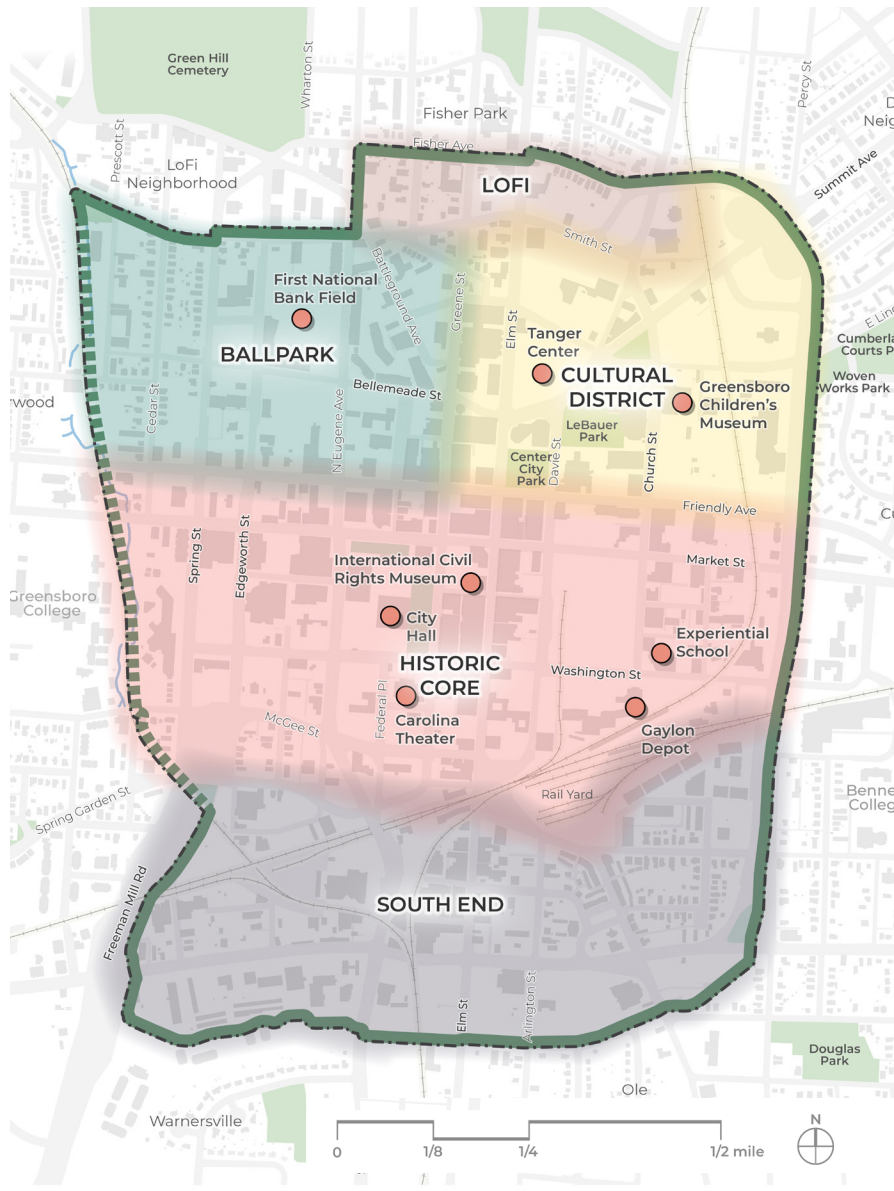 Green Hill
Cemetery
Wharton St
Percy St
Fisher Park
Fisher Ave
Prescott St
LoFi
Neighborhood
LOFI
Summit Ave
Smith St
Battleground Ave
First National
Bank Field
Greene St
Elm St
Tanger
Center
BALLPARK
CULTURAL
DISTRICT
Greensboro
Children's
Museum
Bellemeade St
Cedar St
N Eugene Ave
LeBauer
Park
Center
City
Park
Davie St
Church St
Woven
Works Park
Friendly Ave
Spring St
Edgeworth St
International Civil
Rights Museum
Market St
Greensboro
College
City
Hall
Experiential
School
HISTORIC
CORE
Washington St
Federal Pl
McGee St
Carolina
Theater
Gaylon
Depot
Rail Yard
Spring Garden St
Freeman Mill Rd
SOUTH END
Elm St
Arlington St
Douglas
Park
Ole
Warnersville
N
0
1/8
1/4
1/2 mile